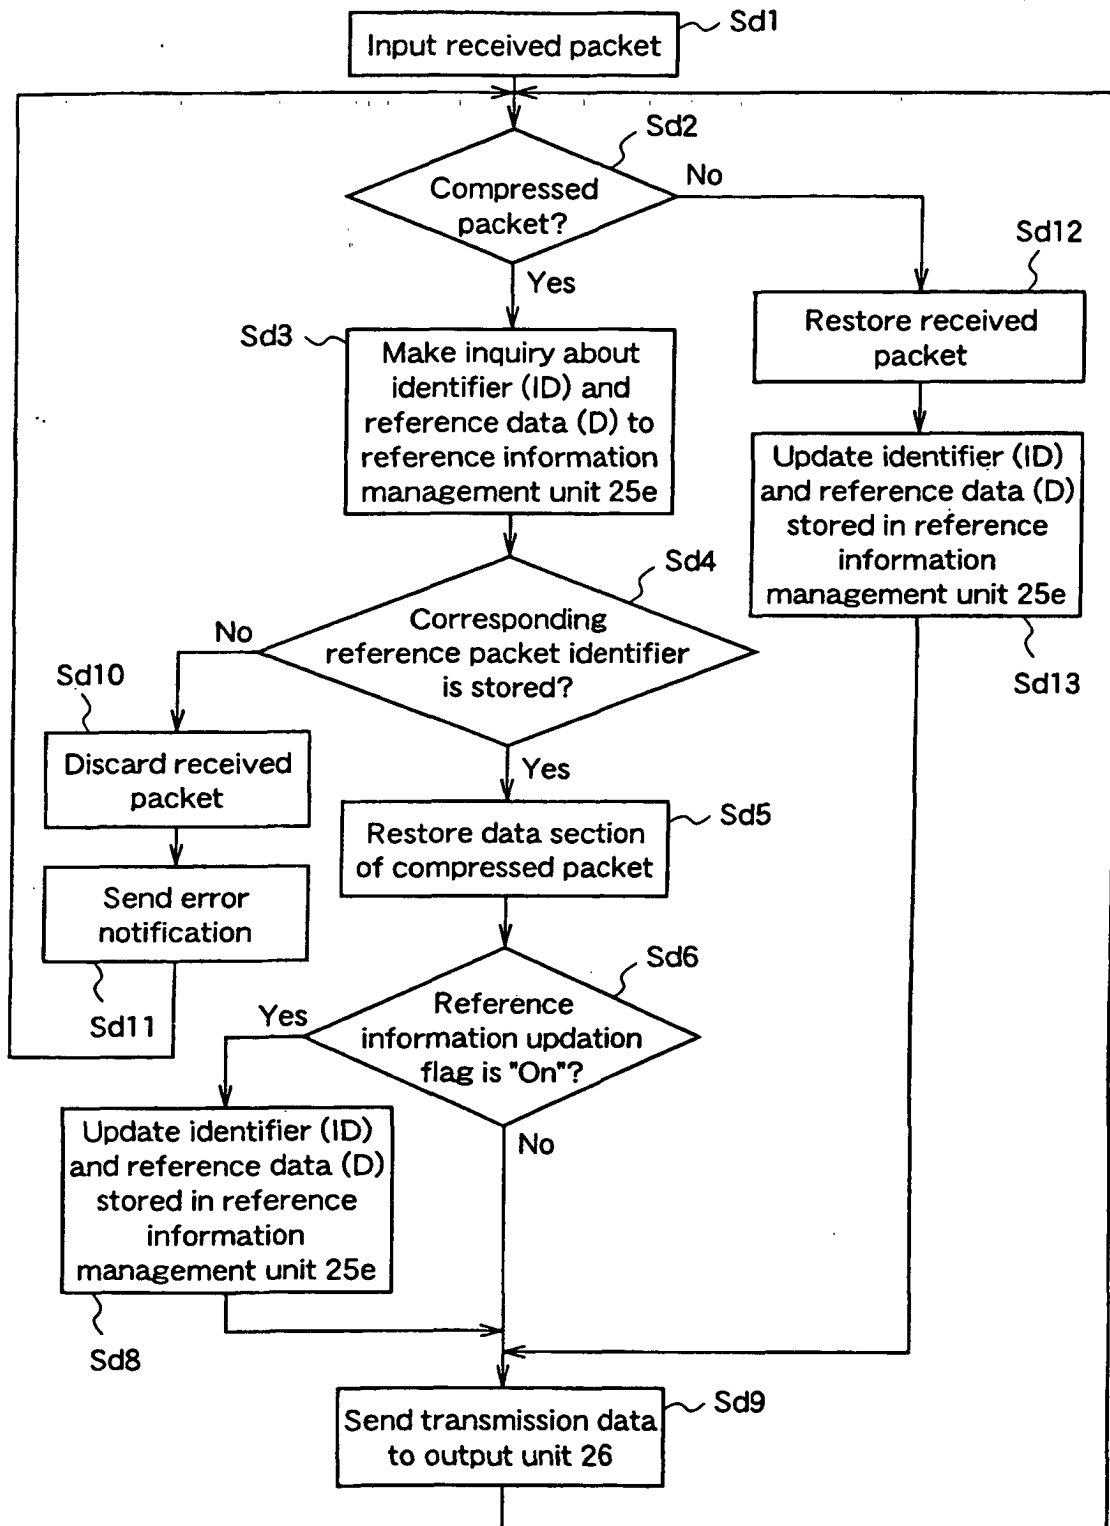 Sd1
Input received packet
Sd2
Compressed
packet?
No
Yes
Sd12
Restore received
packet
Sd3
Make inquiry about
identifier (ID) and
reference data (D) to
reference information
management unit 25e
Update identifier (ID)
and reference data (D)
stored in reference
information
management unit 25e
Sd13
Sd4
Corresponding
reference packet identifier
is stored?
No
Yes
Sd10
Discard received
packet
Send error
notification
Sd11
Sd5
Restore data section
of compressed packet
Sd6
Reference
information updation
flag is "On"?
Yes
No
Update identifier (ID)
and reference data (D)
stored in reference
information
management unit 25e
Sd8
Sd9
Send transmission data
to output unit 26